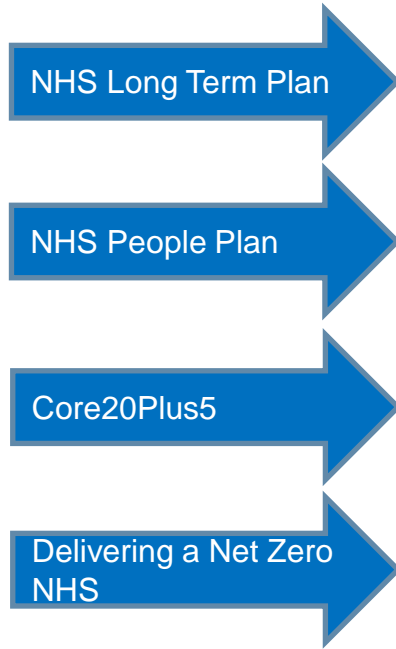 NHS Long Term Plan
NHS People Plan
Core20Plus5
Delivering a Net Zero
NHS